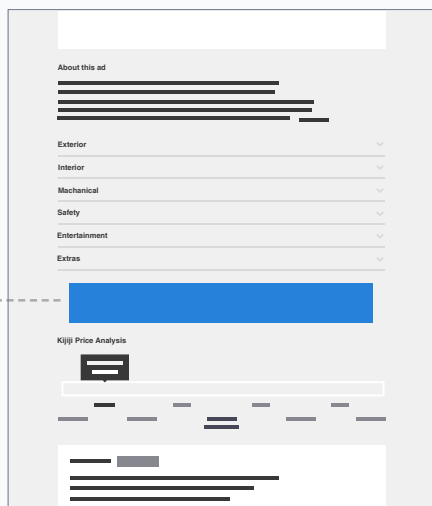 About this ad
Exterior
Interior
Machanical
Safety
Entertainment
Extras
Kijiji Price Analysis